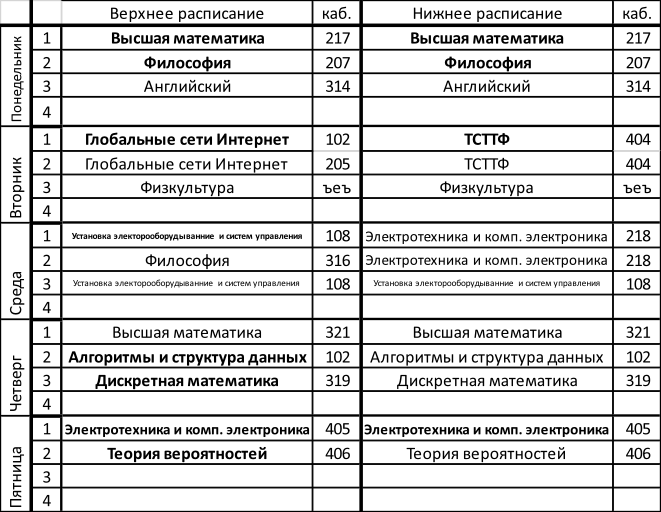 Верхнее расписание каб. Нижнее расписание каб.
Понедельник
1 Высшая математика 217 Высшая математика 217
2 Философия 207 Философия 207
3 Английский 314 Английский 314
4
Вторник
1 Глобальные сети Интернет 102 ТСТТФ 404
2 Глобальные сети Интернет 205 ТСТТФ 404
3 Физкультура ъеъ Физкультура ъеъ
4
Среда
1 Установка электорооборудыванние и систем управления 108 Электротехника и комп. электроника 218
2 Философия 316 Электротехника и комп. электроника 218
3 Установка электорооборудыванние и систем управления 108 Установка электорооборудыванние и систем управления 108
4
Четверг
1 Высшая математика 321 Высшая математика 321
2 Алгоритмы и структура данных 102 Алгоритмы и структура данных 102
3 Дискретная математика 319 Дискретная математика 319
4
Пятница
1 Электротехника и комп. электроника 405 Электротехника и комп. электроника 405
2 Теория вероятностей 406 Теория вероятностей 406
3
4